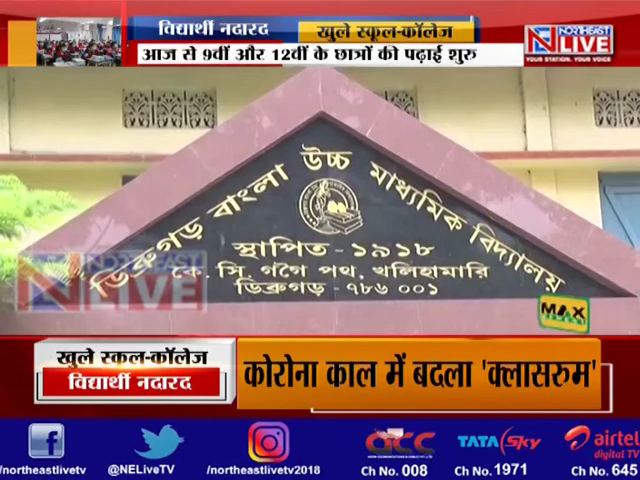 विद्यार्थी नदारद
खुले स्कूल-कॉलेज
आज से 9वीं और 12वीं के छात्रों की पढ़ाई शुरु
NORTHEAST
LIVE
YOUR STATION. YOUR VOICE
ডিব্রুগড় বাংলা উচ্চ মাধ্যমিক বিদ্যালয়
স্থাপিত - ১৯১৮
কে. সি. গগৈ পথ, খলিহামারি
ডিব্রুগড় - ৭৮৬ ০০১
NORTHEAST
LIVE
MAX
खुले स्कूल-कॉलेज
विद्यार्थी नदारद
कोरोना काल में बदला 'क्लासरुम'
/northeastlivetv
@NELiveTV
/northeastlivetv2018
acc
Ch No. 008
TATA Sky
Ch No. 1971
airtel
digital TV
Ch No. 645